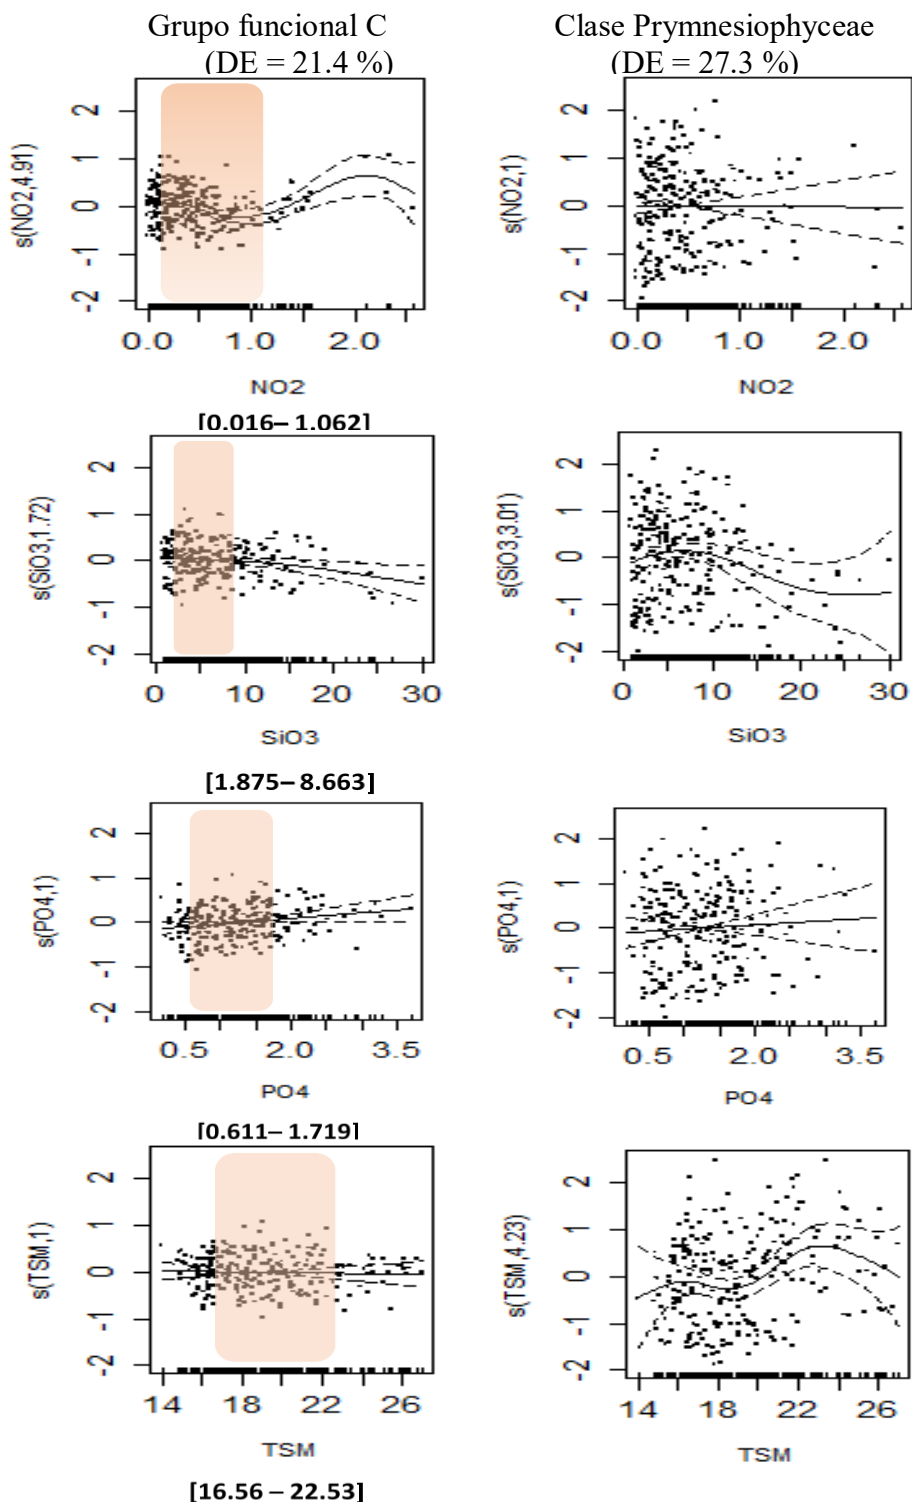 Grupo funcional C
(DE = 21.4 %)
Clase Prymnesiophyceae
(DE = 27.3 %)
s(NO2,4.91)
2
1
0
-1
-2
0.0 1.0 2.0
NO2
[0.016– 1.062]
s(NO2,1)
2
1
0
-1
-2
0.0 1.0 2.0
NO2
s(SiO3,1.72)
2
1
0
-1
-2
0 10 20 30
SiO3
[1.875– 8.663]
s(SiO3,3.01)
2
1
0
-1
-2
0 10 20 30
SiO3
s(PO4,1)
2
1
0
-1
-2
0.5 2.0 3.5
PO4
[0.611– 1.719]
s(PO4,1)
2
1
0
-1
-2
0.5 2.0 3.5
PO4
s(TSM,1)
2
1
0
-1
-2
14 18 22 26
TSM
[16.56 – 22.53]
s(TSM,4.23)
2
1
0
-1
-2
14 18 22 26
TSM